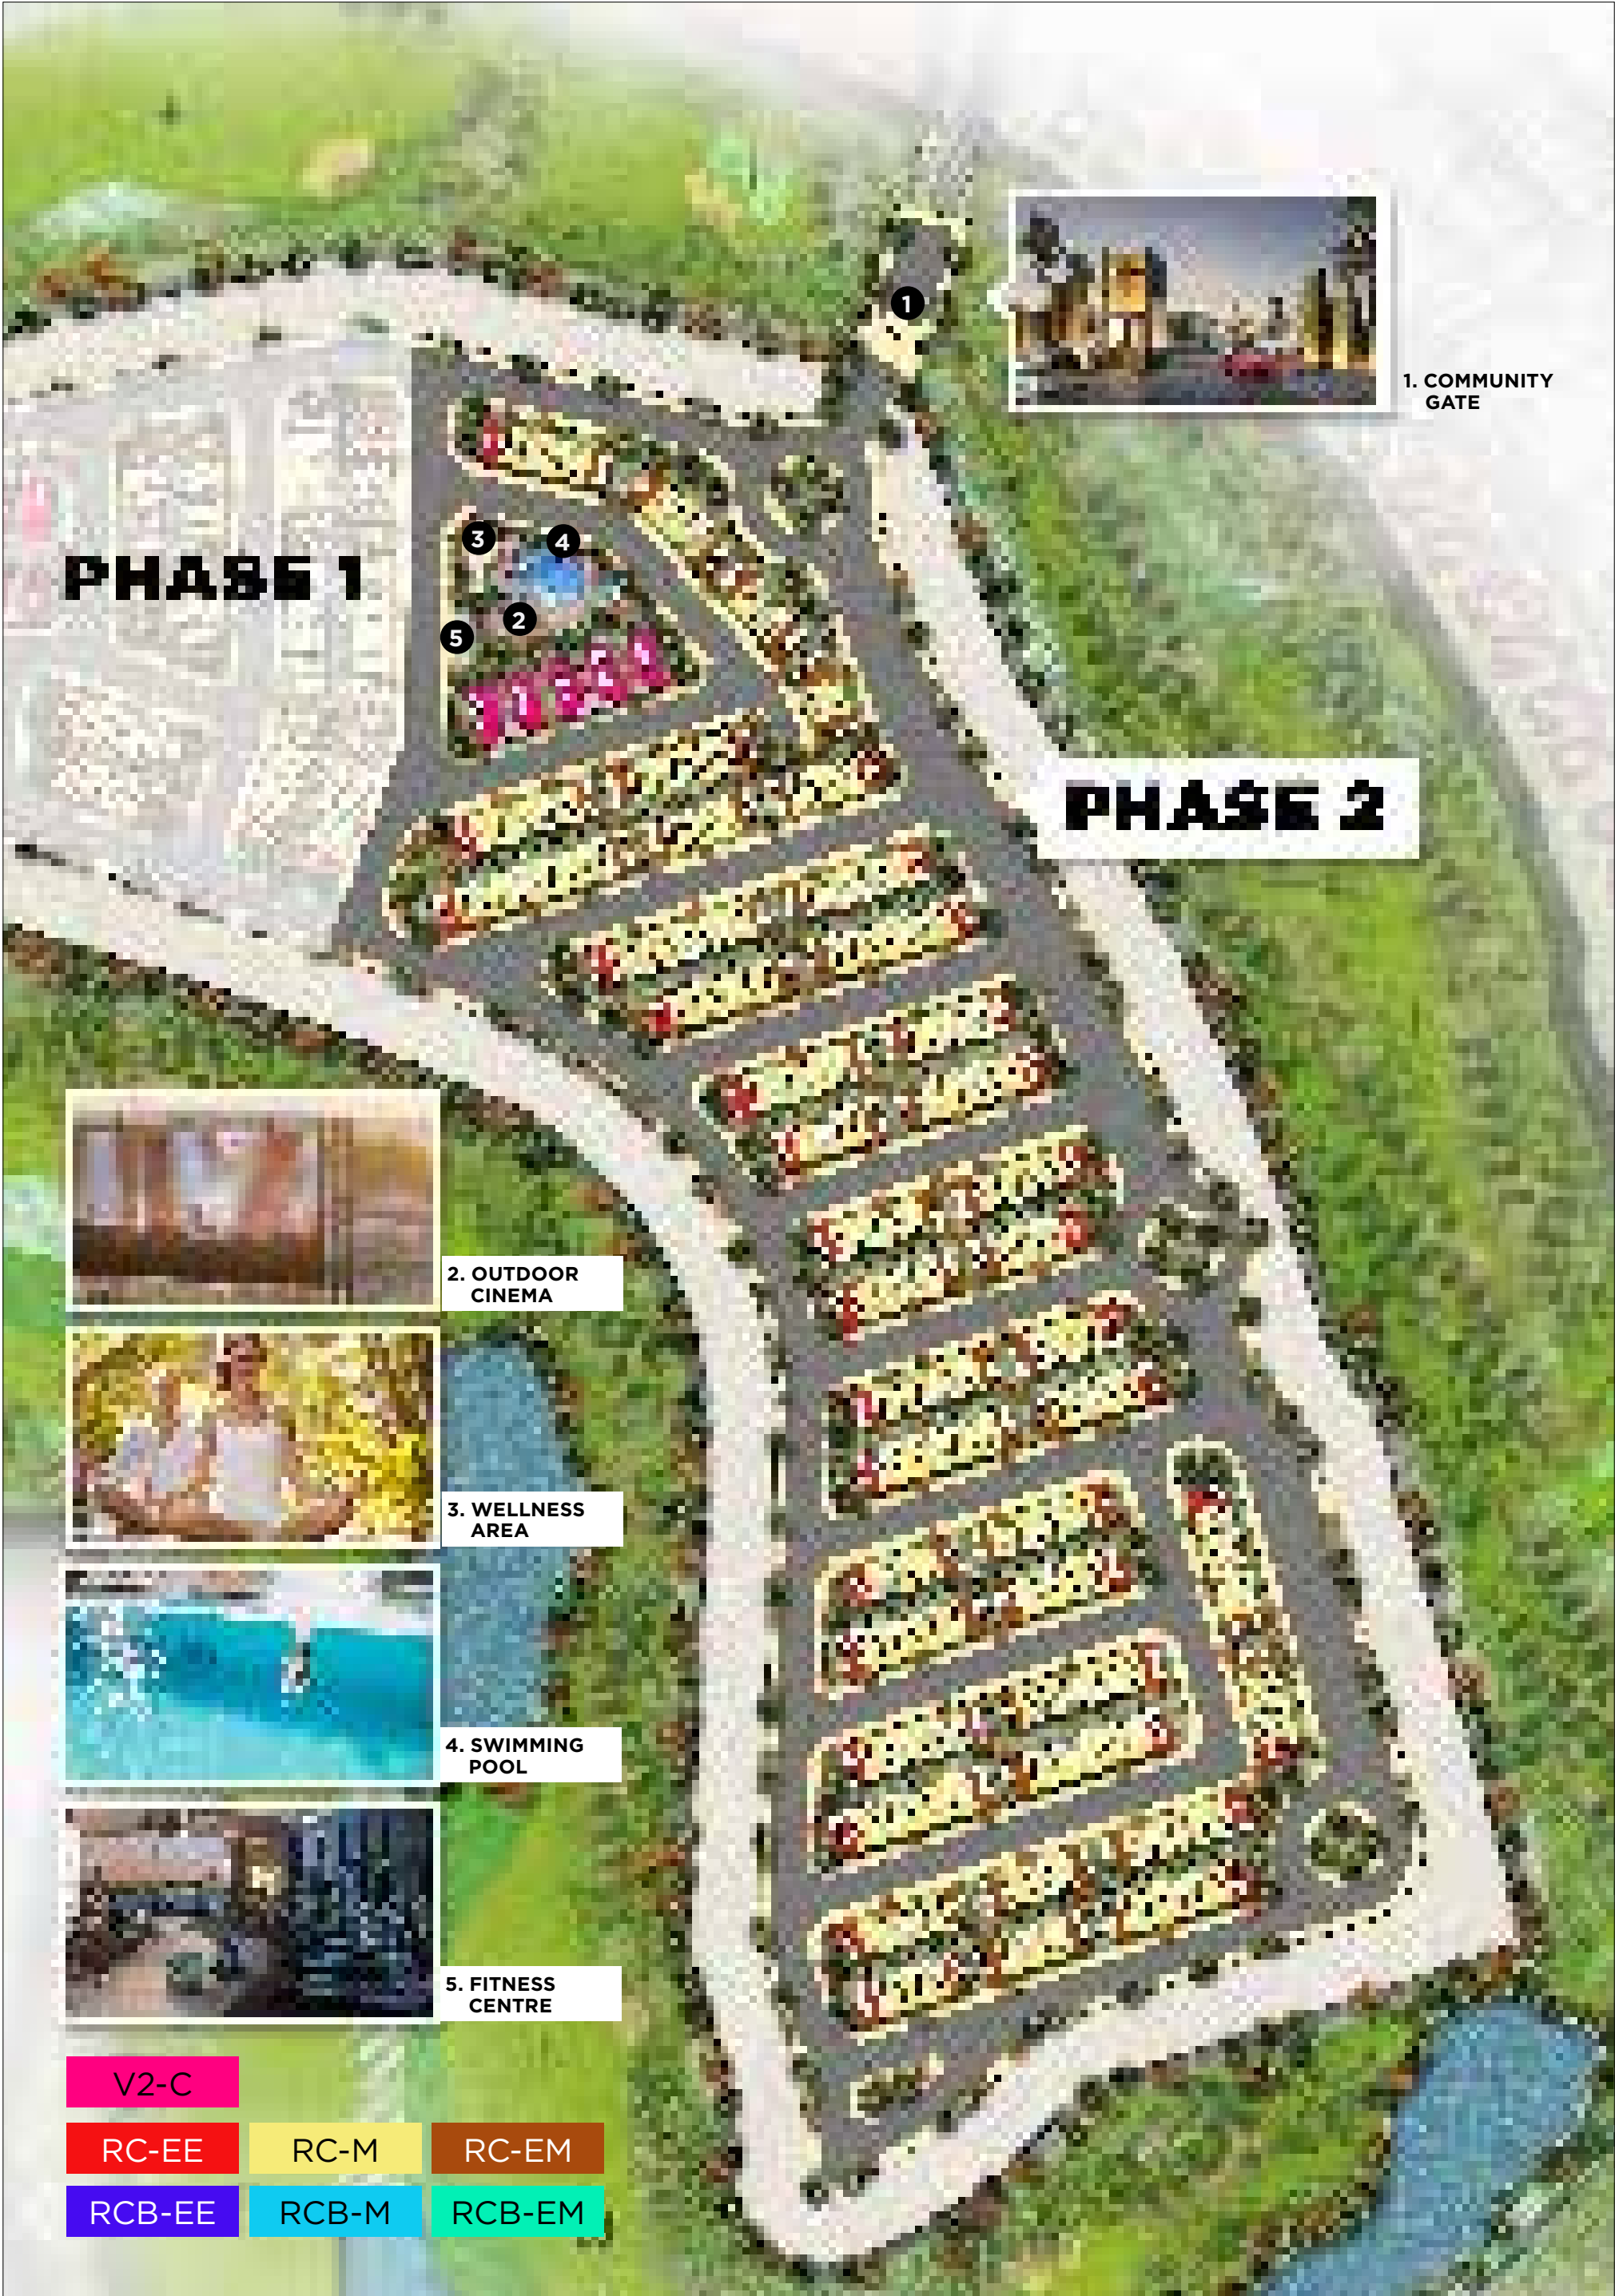 1
1. COMMUNITY
GATE
3
4
PHASE 1
2
5
PHASE 2
2. OUTDOOR
CINEMA
3. WELLNESS
AREA
4. SWIMMING
POOL
5. FITNESS
CENTRE
V2-C
RC-EE
RC-M
RC-EM
RCB-EE
RCB-M
RCB-EM